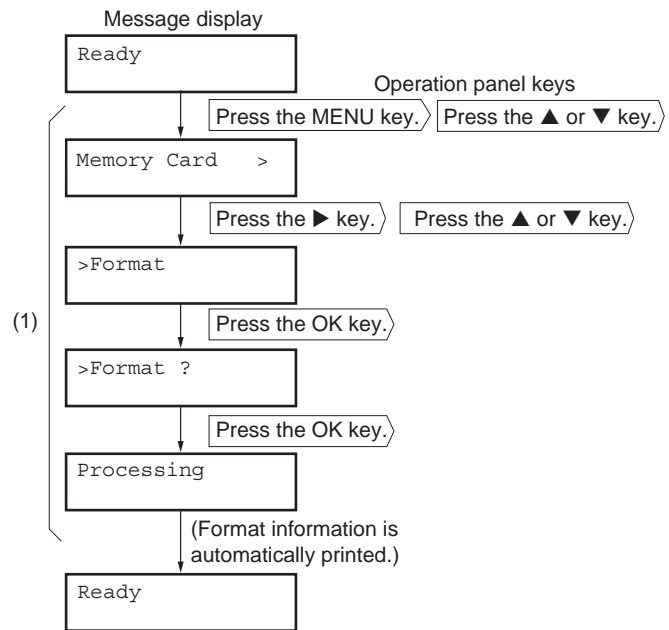 Message display
Ready
Operation panel keys
Press the MENU key. Press the ▲ or ▼ key.
Memory Card >
Press the ▶ key. Press the ▲ or ▼ key.
>Format
(1)
Press the OK key.
>Format ?
Press the OK key.
Processing
(Format information is
automatically printed.)
Ready